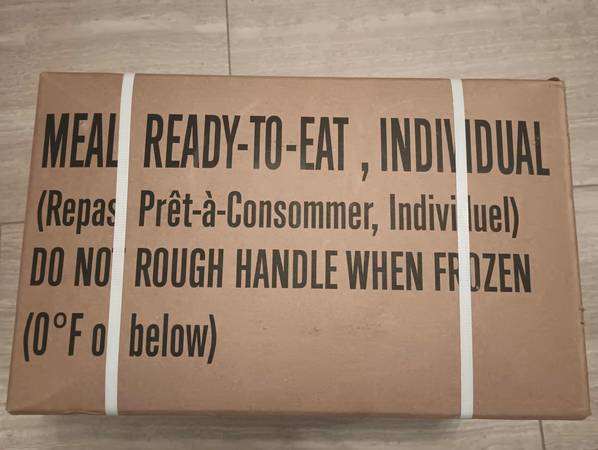 MEAL READY-TO-EAT , INDIVIDUAL
(Repas Prêt-à-Consommer, Individuel)
DO NOT ROUGH HANDLE WHEN FROZEN
(0°F or below)